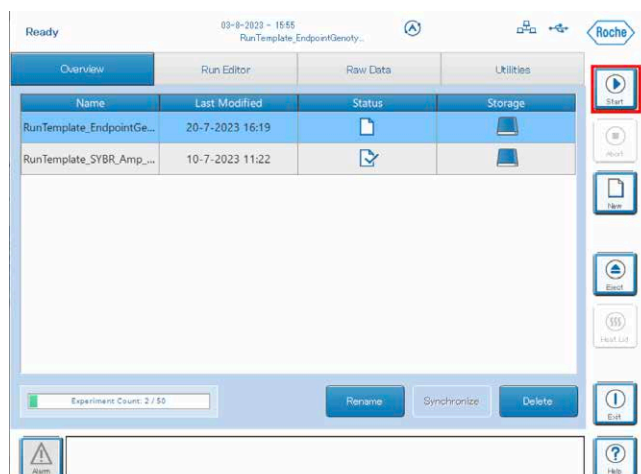 Ready
03-8-2023 - 15:55
RunTemplate_EndpointGenoty...
Roche
Overview
Run Editor
Raw Data
Utilities
Name
Last Modified
Status
Storage
RunTemplate_EndpointGe...
20-7-2023 16:19
RunTemplate_SYBR_Amp_...
10-7-2023 11:22
Experiment Count: 2 / 50
Rename
Synchronize
Delete
Start
Abort
New
Eject
Heat Lid
Exit
Alarm
Help